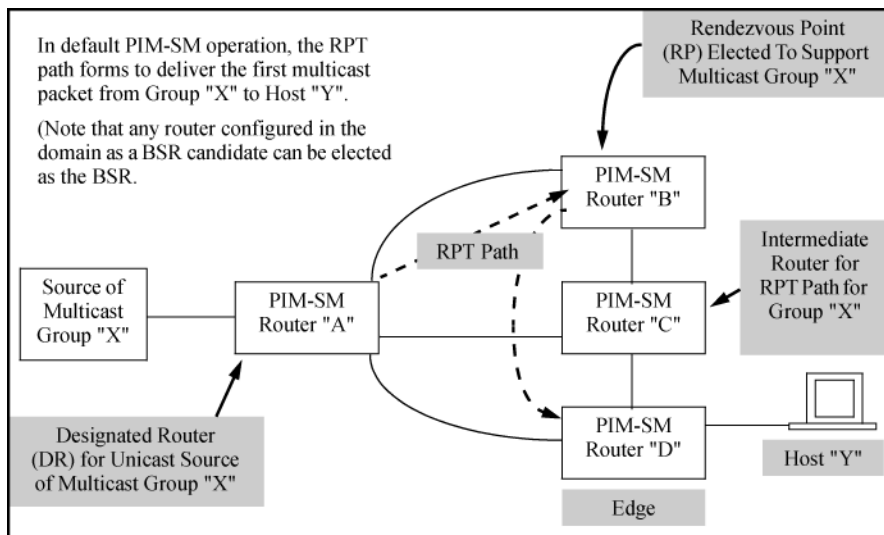 In default PIM-SM operation, the RPT
path forms to deliver the first multicast
packet from Group "X" to Host "Y".
(Note that any router configured in the
domain as a BSR candidate can be elected
as the BSR.
Rendezvous Point
(RP) Elected To Support
Multicast Group "X"
PIM-SM
Router "B"
RPT Path
Intermediate
Router for
RPT Path for
Group "X"
Source of
Multicast
Group "X"
PIM-SM
Router "A"
PIM-SM
Router "C"
Designated Router
(DR) for Unicast Source
of Multicast Group "X"
PIM-SM
Router "D"
Host "Y"
Edge